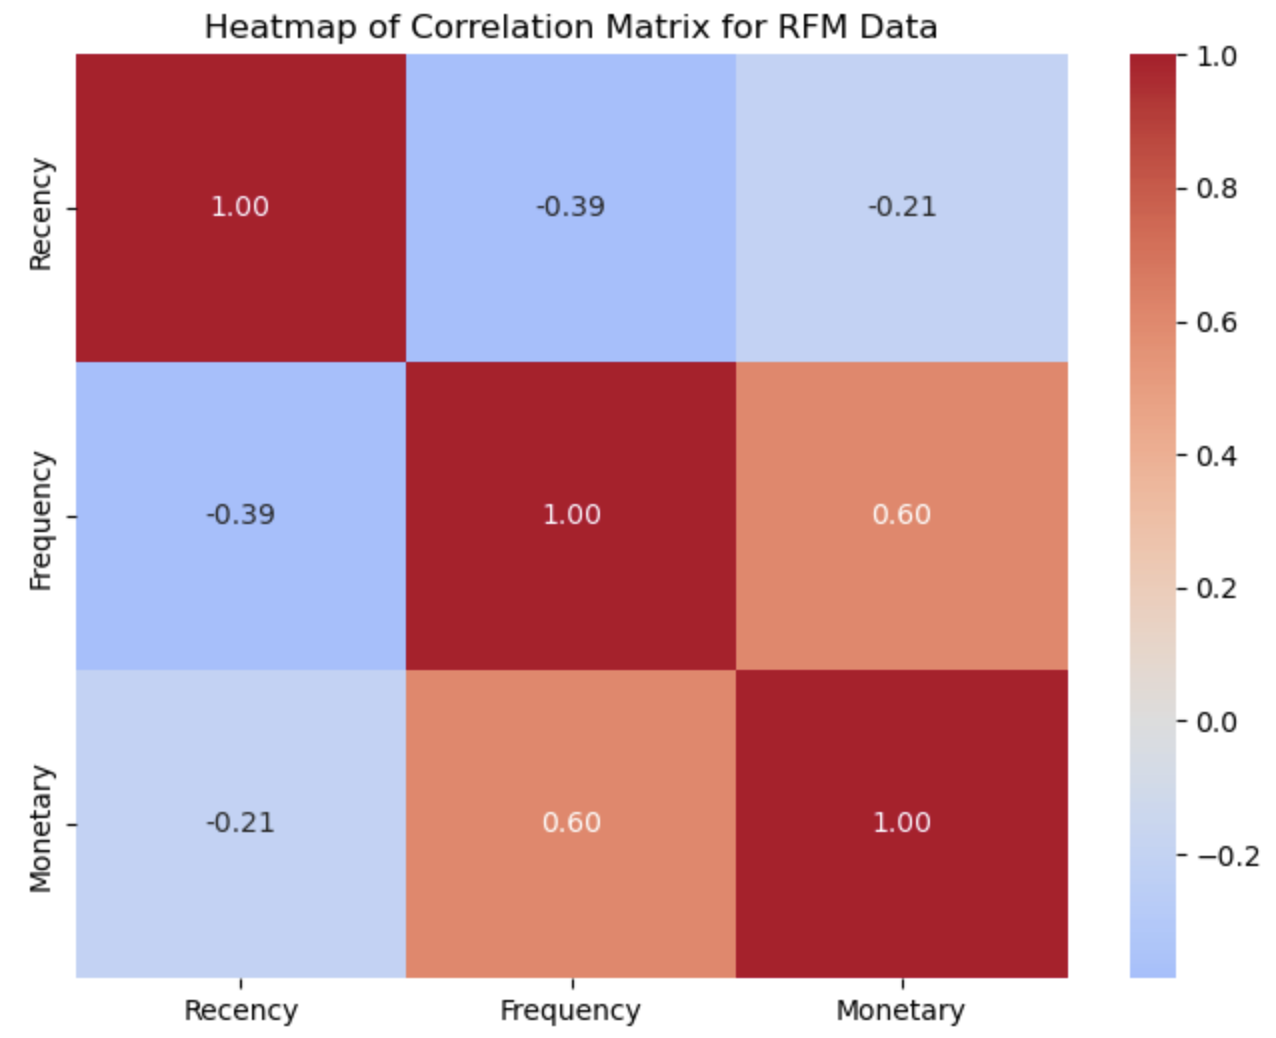 Heatmap of Correlation Matrix for RFM Data
Recency
1.00
-0.39
-0.21
Frequency
-0.39
1.00
0.60
Monetary
-0.21
0.60
1.00
Recency
Frequency
Monetary
1.0
0.8
0.6
0.4
0.2
0.0
−0.2